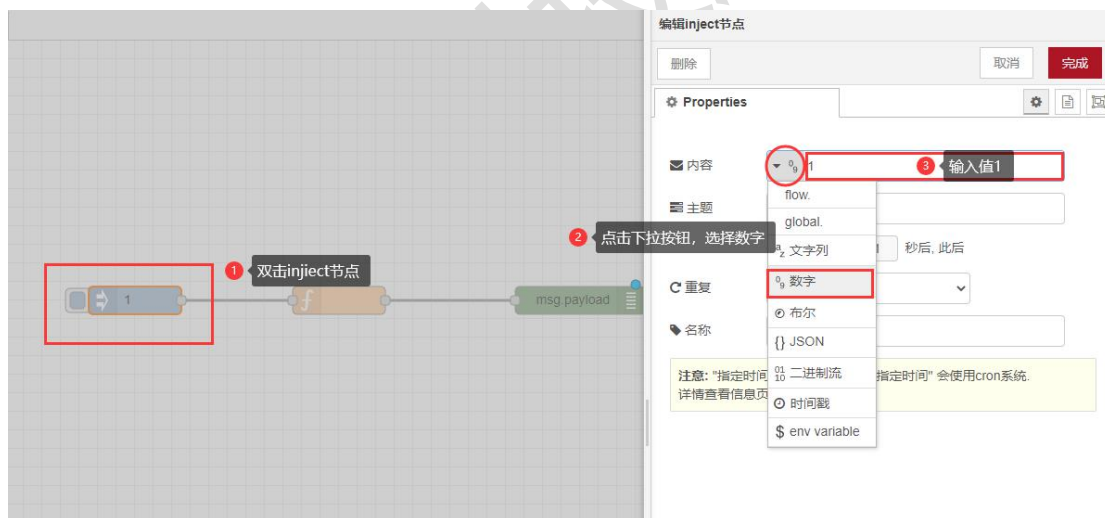 编辑inject节点
删除
取消
完成
Properties
内容
1
3 输入值1
主题
flow.
global.
2 点击下拉按钮，选择数字
文字列
秒后, 此后
1 双击injiect节点
数字
重复
1
msg.payload
布尔
名称
{} JSON
注意: "指定时间
二进制流
指定时间" 会使用cron系统.
详情查看信息页
时间戳
$ env variable